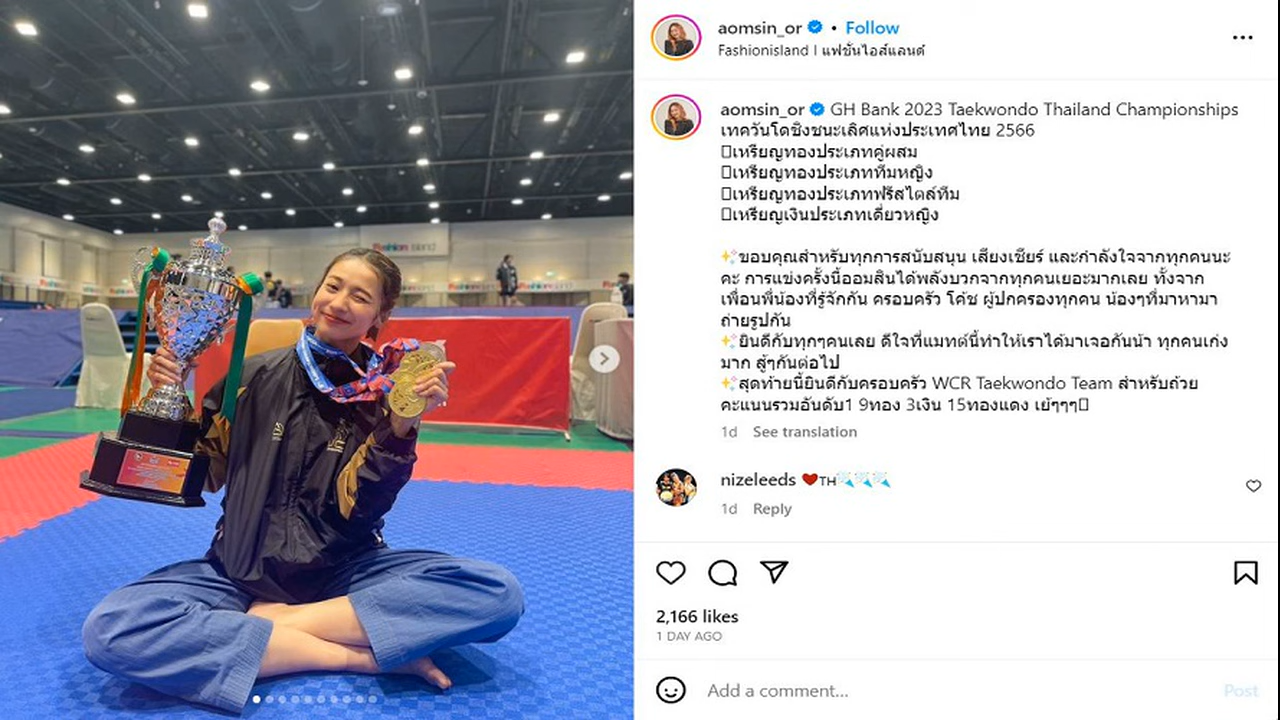 Fashion Island
aomsin_or • Follow
Fashionisland I แฟชั่นไอส์แลนด์
aomsin_or GH Bank 2023 Taekwondo Thailand Championships
เทควันโดชิงชนะเลิศแห่งประเทศไทย 2566
เหรียญทองประเภทคู่ผสม
เหรียญทองประเภททีมหญิง
เหรียญทองประเภทฟรีสไตล์ทีม
เหรียญเงินประเภทเดี่ยวหญิง
✨ขอบคุณสำหรับทุกการสนับสนุน เสียงเชียร์ และกำลังใจจากทุกคนนะ
คะ การแข่งครั้งนี้ออมสินได้พลังบวกจากทุกคนเยอะมากเลย ทั้งจาก
เพื่อนพี่น้องที่รู้จักกัน ครอบครัว โค้ช ผู้ปกครองทุกคน น้องๆที่มาหามา
ถ่ายรูปกัน
✨ยินดีกับทุกๆคนเลย ดีใจที่แมทต์นี้ทำให้เราได้มาเจอกันน้า ทุกคนเก่ง
มาก สู้ๆกันต่อไป
✨สุดท้ายนี้ยินดีกับครอบครัว WCR Taekwondo Team สำหรับถ้วย
คะแนนรวมอันดับ1 9ทอง 3เงิน 15ทองแดง เย้ๆๆๆ
1d See translation
nizeleeds ❤️TH
1d Reply
2,166 likes
1 DAY AGO
Add a comment...
Post